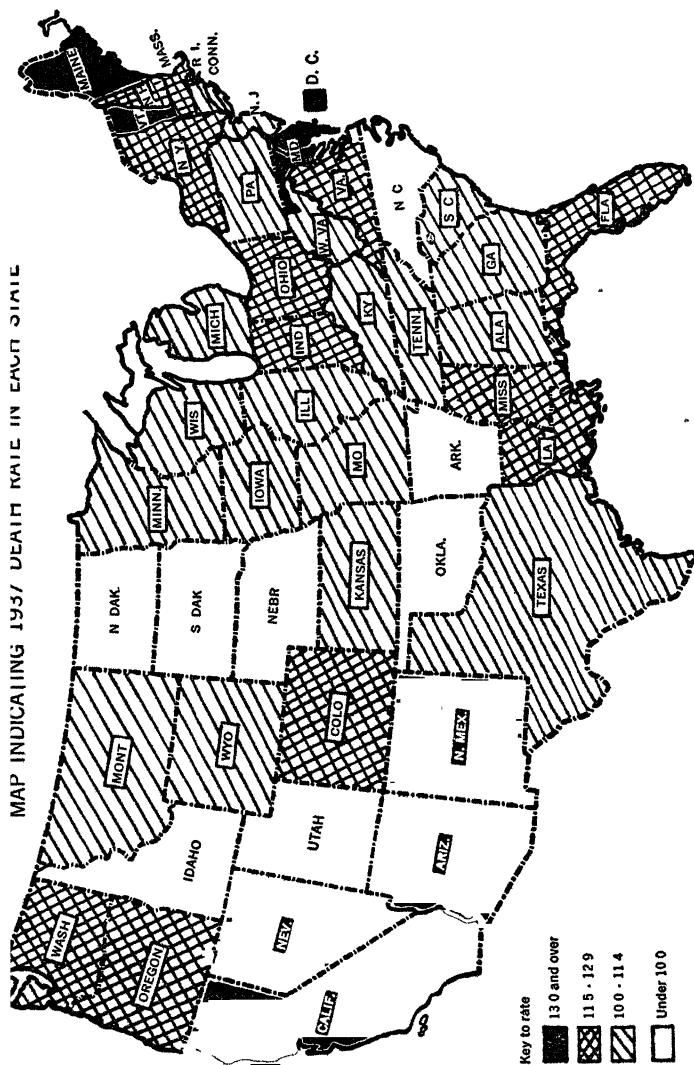 MAP INDICATING 1937 DEATH RATE IN EACH STATE
WASH
OREGON
CALIF.
NEV.
IDAHO
MONT
WYO
UTAH
COLO
ARIZ.
N. MEX.
N DAK.
S DAK
NEBR
KANSAS
OKLA.
TEXAS
MINN.
IOWA
MO
ARK.
LA
WIS
ILL
MICH
IND
OHIO
KY
TENN
MISS
ALA
GA
FLA
S C
N C
VA.
W. VA
MD
D. C.
PA
N. J
N Y
CONN.
R I.
MASS.
VT
MAINE
Key to rate
13 0 and over
11 5 - 12 9
10 0 - 11 4
Under 10 0